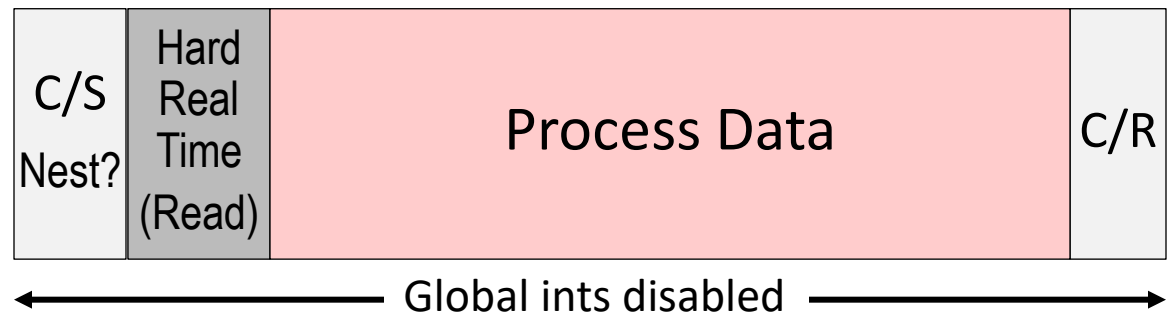 C/S
Nest?
Hard
Real
Time
(Read)
Process Data
C/R
Global ints disabled